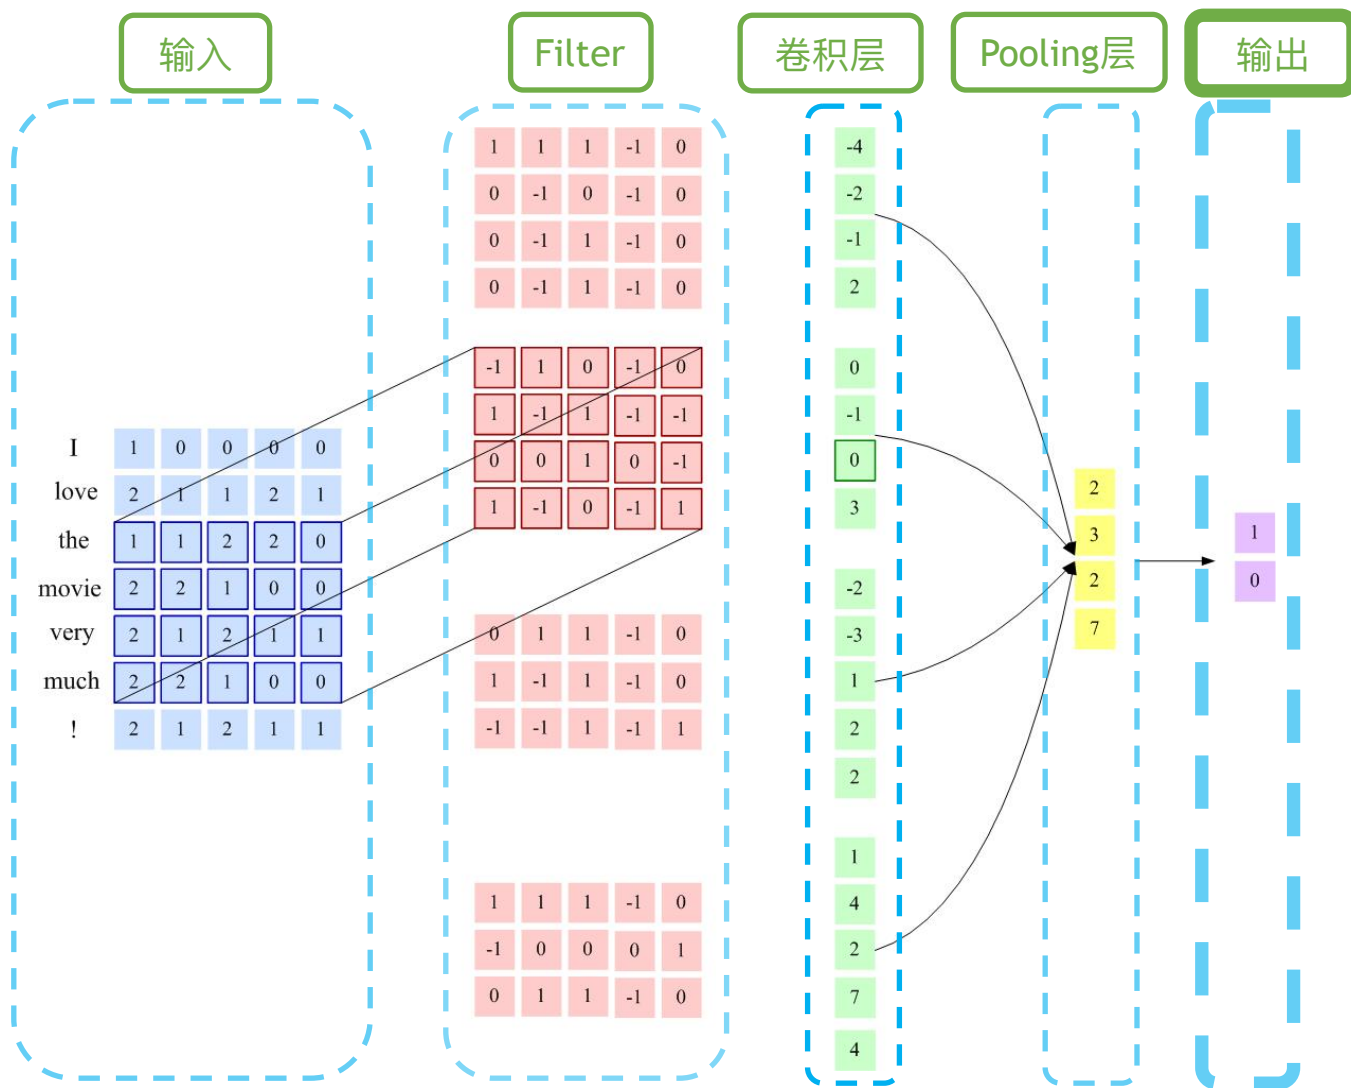 输入
Filter
卷积层
Pooling层
输出
I 1 0 0 0 0
love 2 1 1 2 1
the 1 1 2 2 0
movie 2 2 1 0 0
very 2 1 2 1 1
much 2 2 1 0 0
! 2 1 2 1 1
1 1 1 -1 0
0 -1 0 -1 0
0 -1 1 -1 0
0 -1 1 -1 0
-1 1 0 -1 0
1 -1 1 -1 -1
0 0 1 0 -1
1 -1 0 -1 1
0 1 1 -1 0
1 -1 1 -1 0
-1 -1 1 -1 1
1 1 1 -1 0
-1 0 0 0 1
0 1 1 -1 0
-4
-2
-1
2
0
-1
0
3
-2
-3
1
2
2
1
4
2
7
4
2
3
2
7
1
0